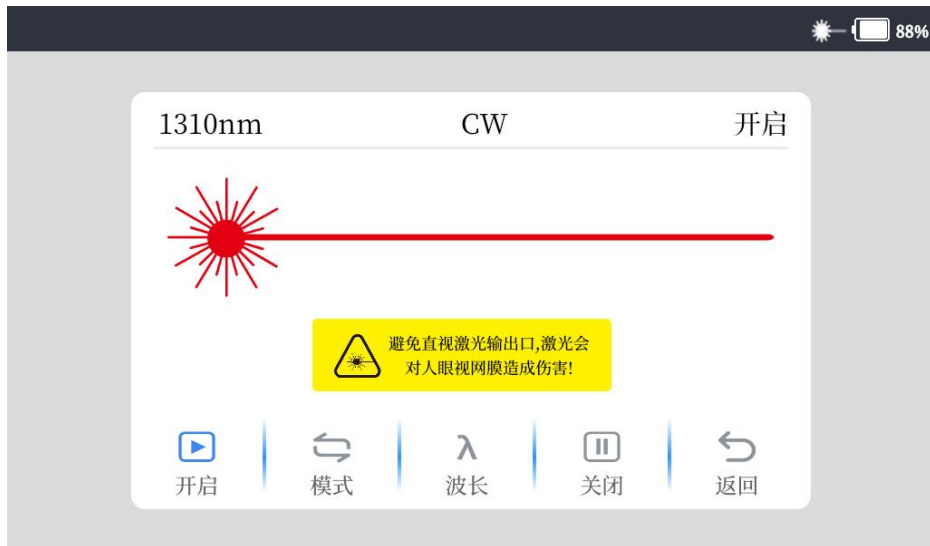 88%
1310nm CW 开启
避免直视激光输出口,激光会
对人眼视网膜造成伤害!
λ
开启 模式 波长 关闭 返回